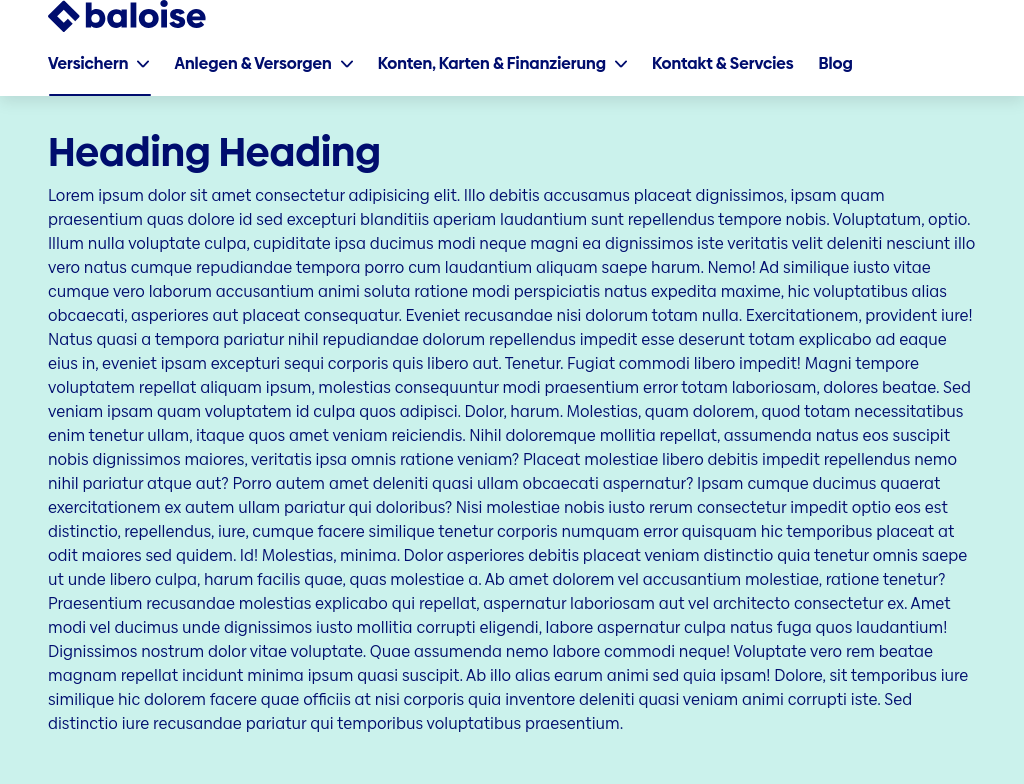 baloise
Versichern Anlegen & Versorgen Konten, Karten & Finanzierung Kontakt & Servcies Blog
Heading Heading
Lorem ipsum dolor sit amet consectetur adipisicing elit. Illo debitis accusamus placeat dignissimos, ipsam quam
praesentium quas dolore id sed excepturi blanditiis aperiam laudantium sunt repellendus tempore nobis. Voluptatum, optio.
Illum nulla voluptate culpa, cupiditate ipsa ducimus modi neque magni ea dignissimos iste veritatis velit deleniti nesciunt illo
vero natus cumque repudiandae tempora porro cum laudantium aliquam saepe harum. Nemo! Ad similique iusto vitae
cumque vero laborum accusantium animi soluta ratione modi perspiciatis natus expedita maxime, hic voluptatibus alias
obcaecati, asperiores aut placeat consequatur. Eveniet recusandae nisi dolorum totam nulla. Exercitationem, provident iure!
Natus quasi a tempora pariatur nihil repudiandae dolorum repellendus impedit esse deserunt totam explicabo ad eaque
eius in, eveniet ipsam excepturi sequi corporis quis libero aut. Tenetur. Fugiat commodi libero impedit! Magni tempore
voluptatem repellat aliquam ipsum, molestias consequuntur modi praesentium error totam laboriosam, dolores beatae. Sed
veniam ipsam quam voluptatem id culpa quos adipisci. Dolor, harum. Molestias, quam dolorem, quod totam necessitatibus
enim tenetur ullam, itaque quos amet veniam reiciendis. Nihil doloremque mollitia repellat, assumenda natus eos suscipit
nobis dignissimos maiores, veritatis ipsa omnis ratione veniam? Placeat molestiae libero debitis impedit repellendus nemo
nihil pariatur atque aut? Porro autem amet deleniti quasi ullam obcaecati aspernatur? Ipsam cumque ducimus quaerat
exercitationem ex autem ullam pariatur qui doloribus? Nisi molestiae nobis iusto rerum consectetur impedit optio eos est
distinctio, repellendus, iure, cumque facere similique tenetur corporis numquam error quisquam hic temporibus placeat at
odit maiores sed quidem. Id! Molestias, minima. Dolor asperiores debitis placeat veniam distinctio quia tenetur omnis saepe
ut unde libero culpa, harum facilis quae, quas molestiae a. Ab amet dolorem vel accusantium molestiae, ratione tenetur?
Praesentium recusandae molestias explicabo qui repellat, aspernatur laboriosam aut vel architecto consectetur ex. Amet
modi vel ducimus unde dignissimos iusto mollitia corrupti eligendi, labore aspernatur culpa natus fuga quos laudantium!
Dignissimos nostrum dolor vitae voluptate. Quae assumenda nemo labore commodi neque! Voluptate vero rem beatae
magnam repellat incidunt minima ipsum quasi suscipit. Ab illo alias earum animi sed quia ipsam! Dolore, sit temporibus iure
similique hic dolorem facere quae officiis at nisi corporis quia inventore deleniti quasi veniam animi corrupti iste. Sed
distinctio iure recusandae pariatur qui temporibus voluptatibus praesentium.